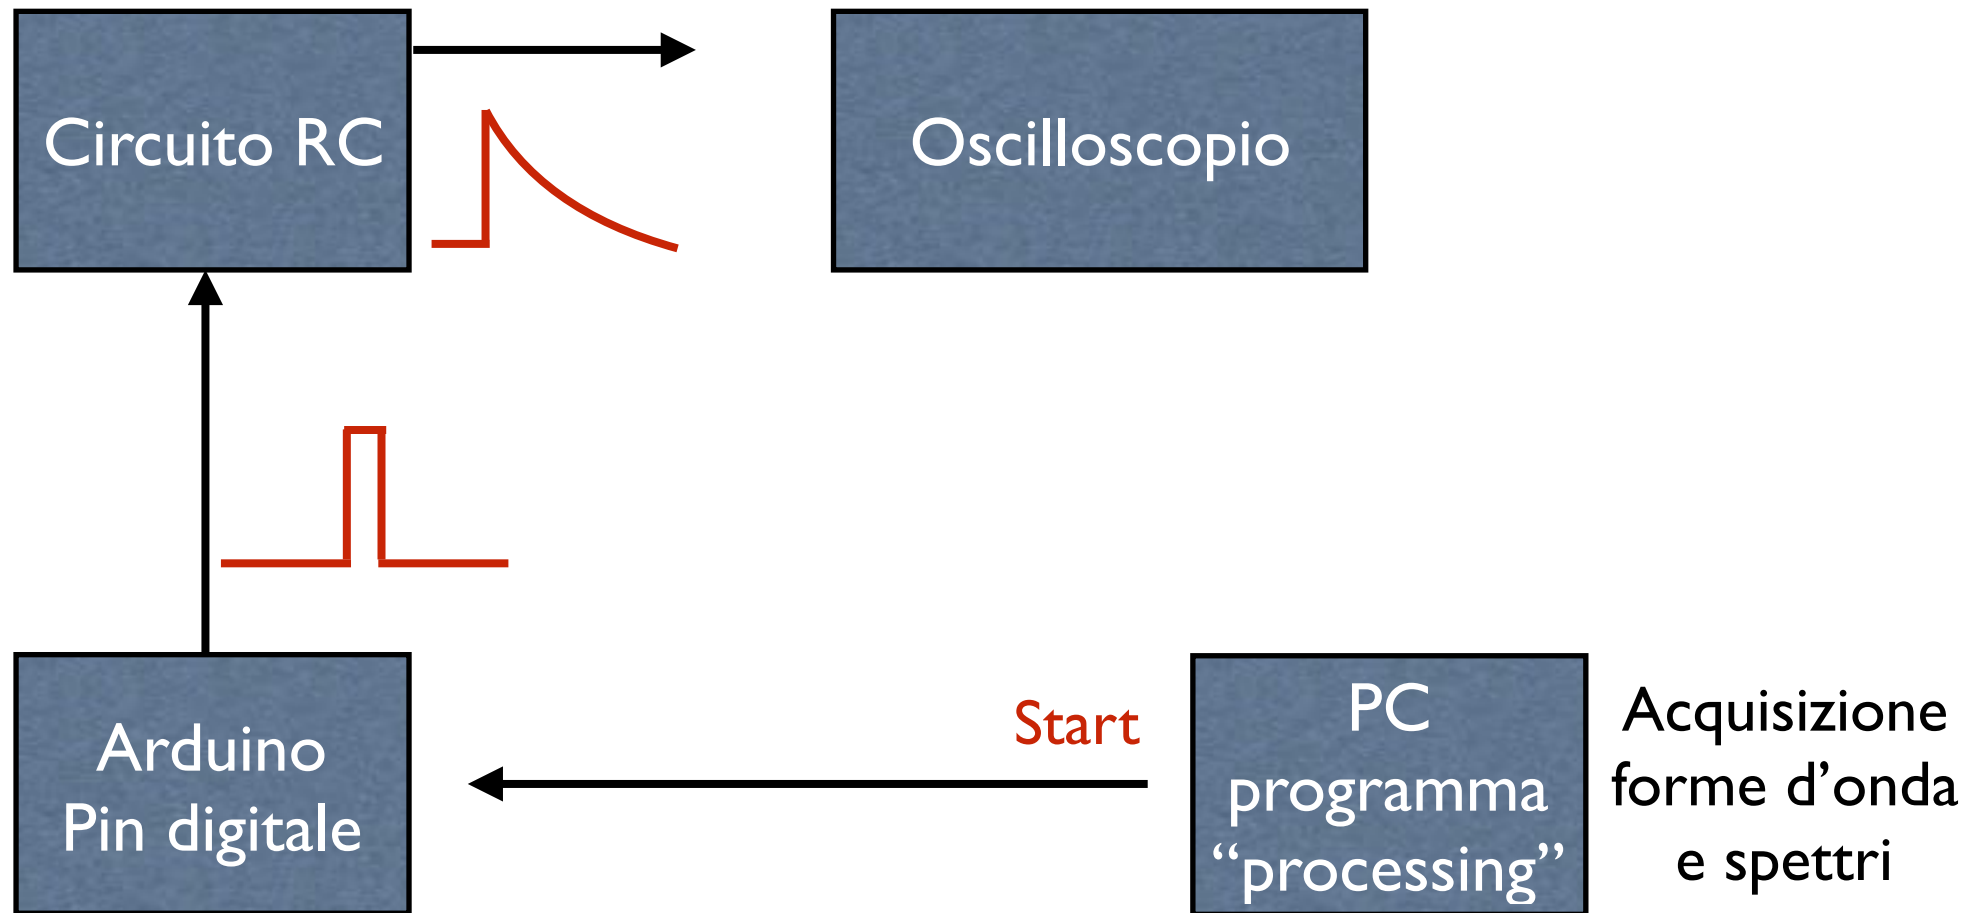 Circuito RC
Oscilloscopio
Start
Arduino
Pin digitale
PC
programma
“processing”
Acquisizione
forme d’onda
e spettri